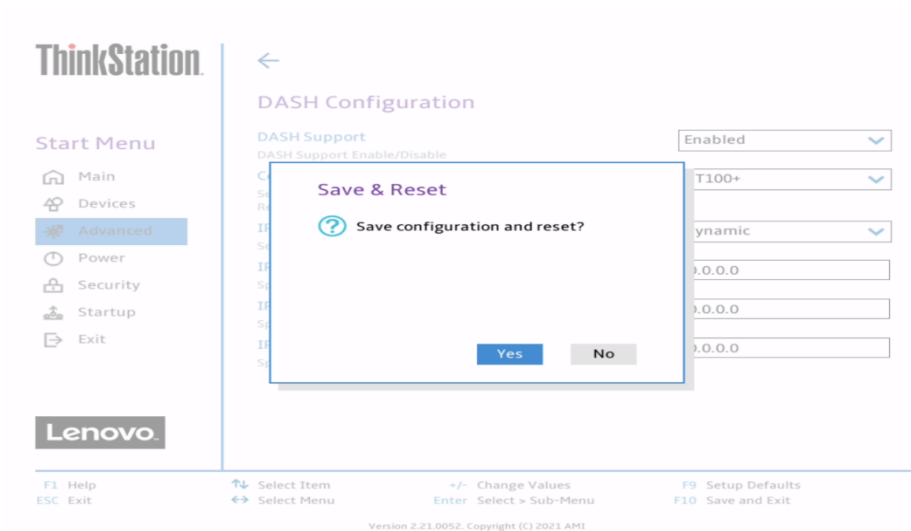 ThinkStation
DASH Configuration
DASH Support
Enabled
DASH Support Enable/Disable
Start Menu
Main
Devices
Advanced
Power
Security
Startup
Exit
T100+
ynamic
.0.0.0
.0.0.0
.0.0.0
Save & Reset
Save configuration and reset?
Yes No
Lenovo
F1 Help
ESC Exit
Select Item
Select Menu
+/- Change Values
Enter Select > Sub-Menu
F9 Setup Defaults
F10 Save and Exit
Version 2.21.0052. Copyright (C) 2021 AMI